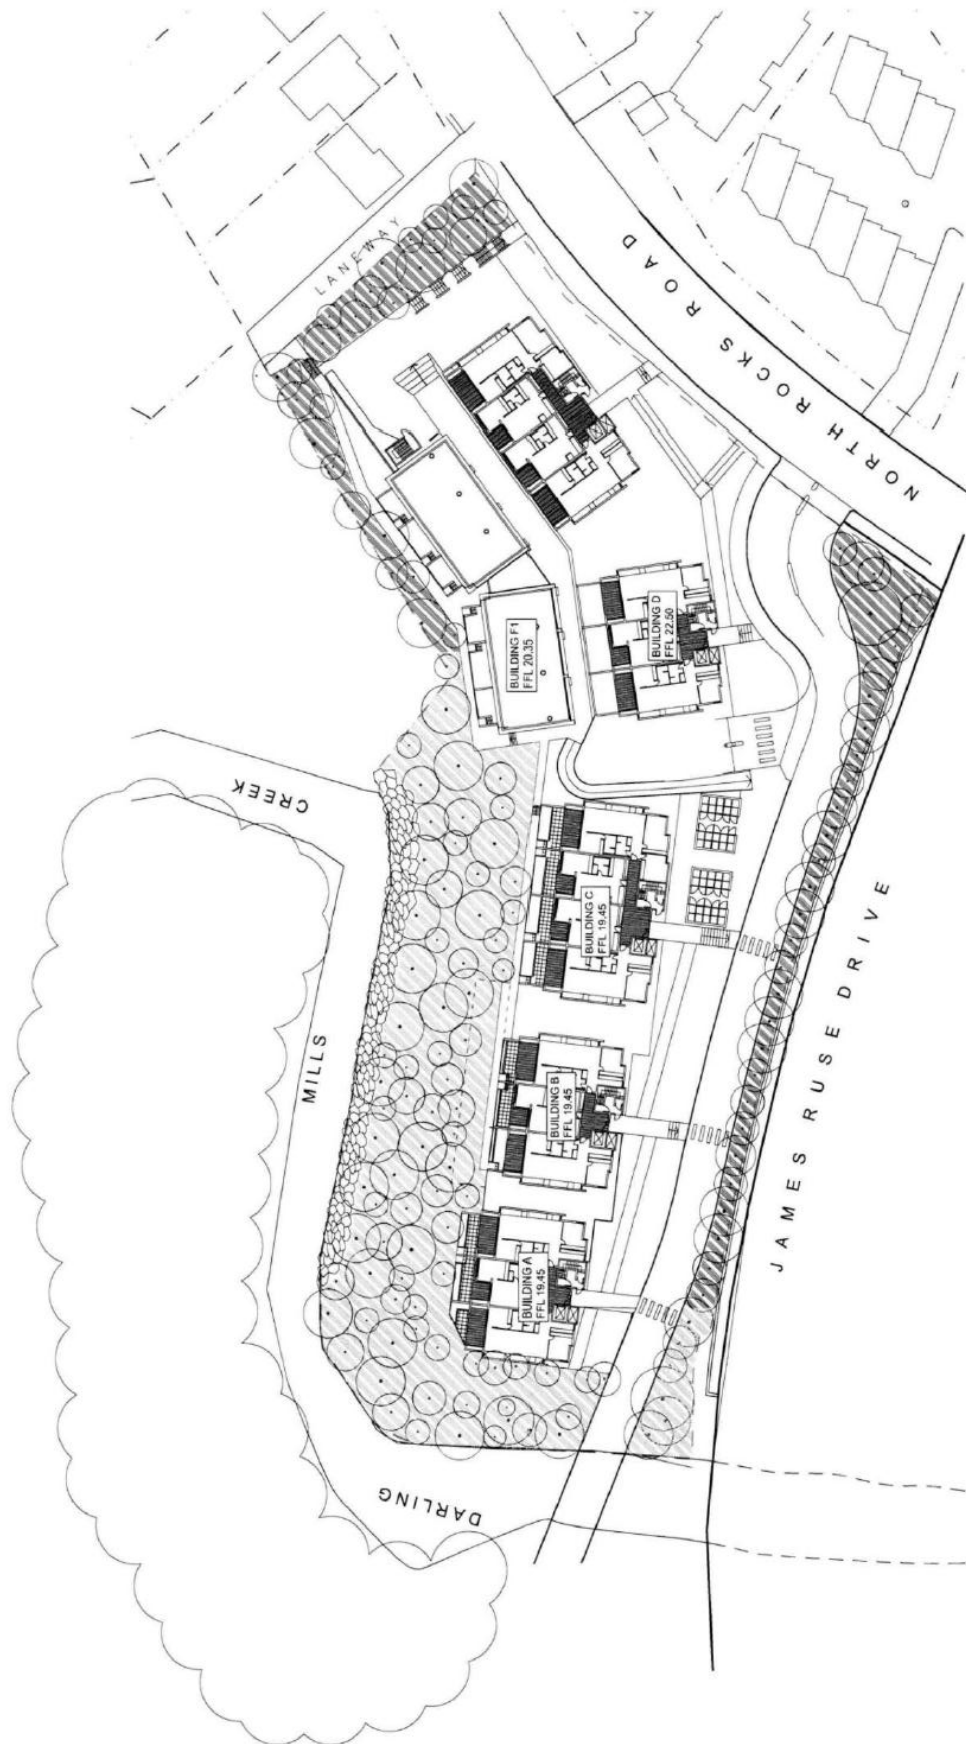 LANEWAY
NORTH ROCKS ROAD
BUILDING F1
FFL 20.35
BUILDING D
FFL 22.50
CREEK
BUILDING C
FFL 19.45
MILLS
BUILDING B
FFL 19.45
JAMES RUSE DRIVE
BUILDING A
FFL 19.45
DARLING